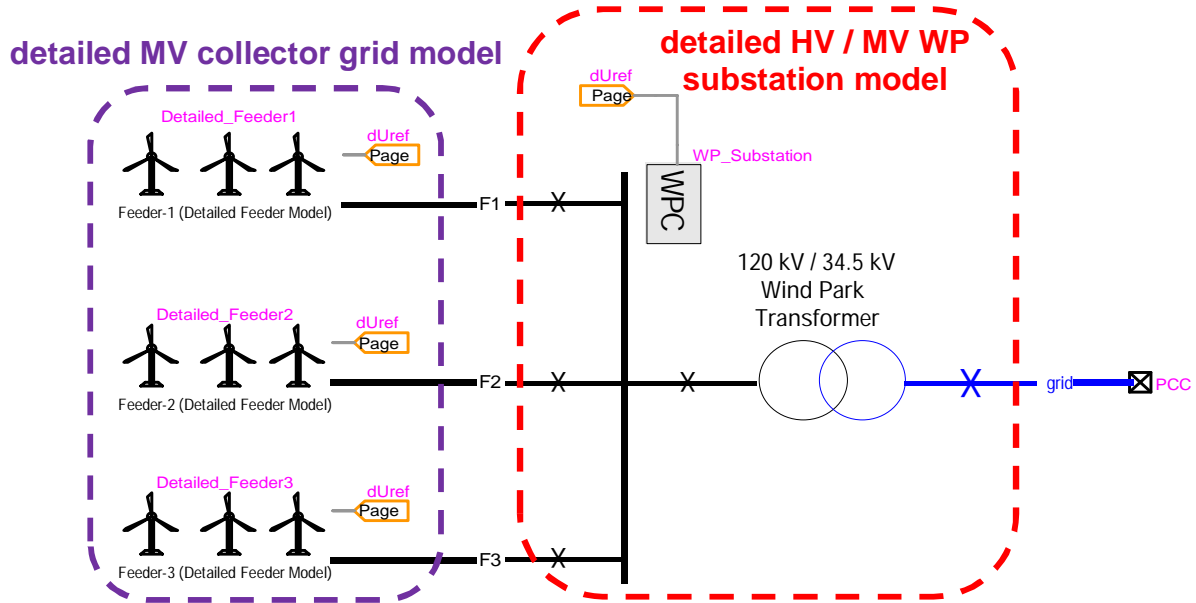 detailed MV collector grid model
Detailed_Feeder1
dUref
Page
Feeder-1 (Detailed Feeder Model)
Detailed_Feeder2
dUref
Page
Feeder-2 (Detailed Feeder Model)
Detailed_Feeder3
dUref
Page
Feeder-3 (Detailed Feeder Model)
F1
F2
F3
detailed HV / MV WP
substation model
dUref
Page
WP_Substation
WPC
120 kV / 34.5 kV
Wind Park
Transformer
grid
PCC